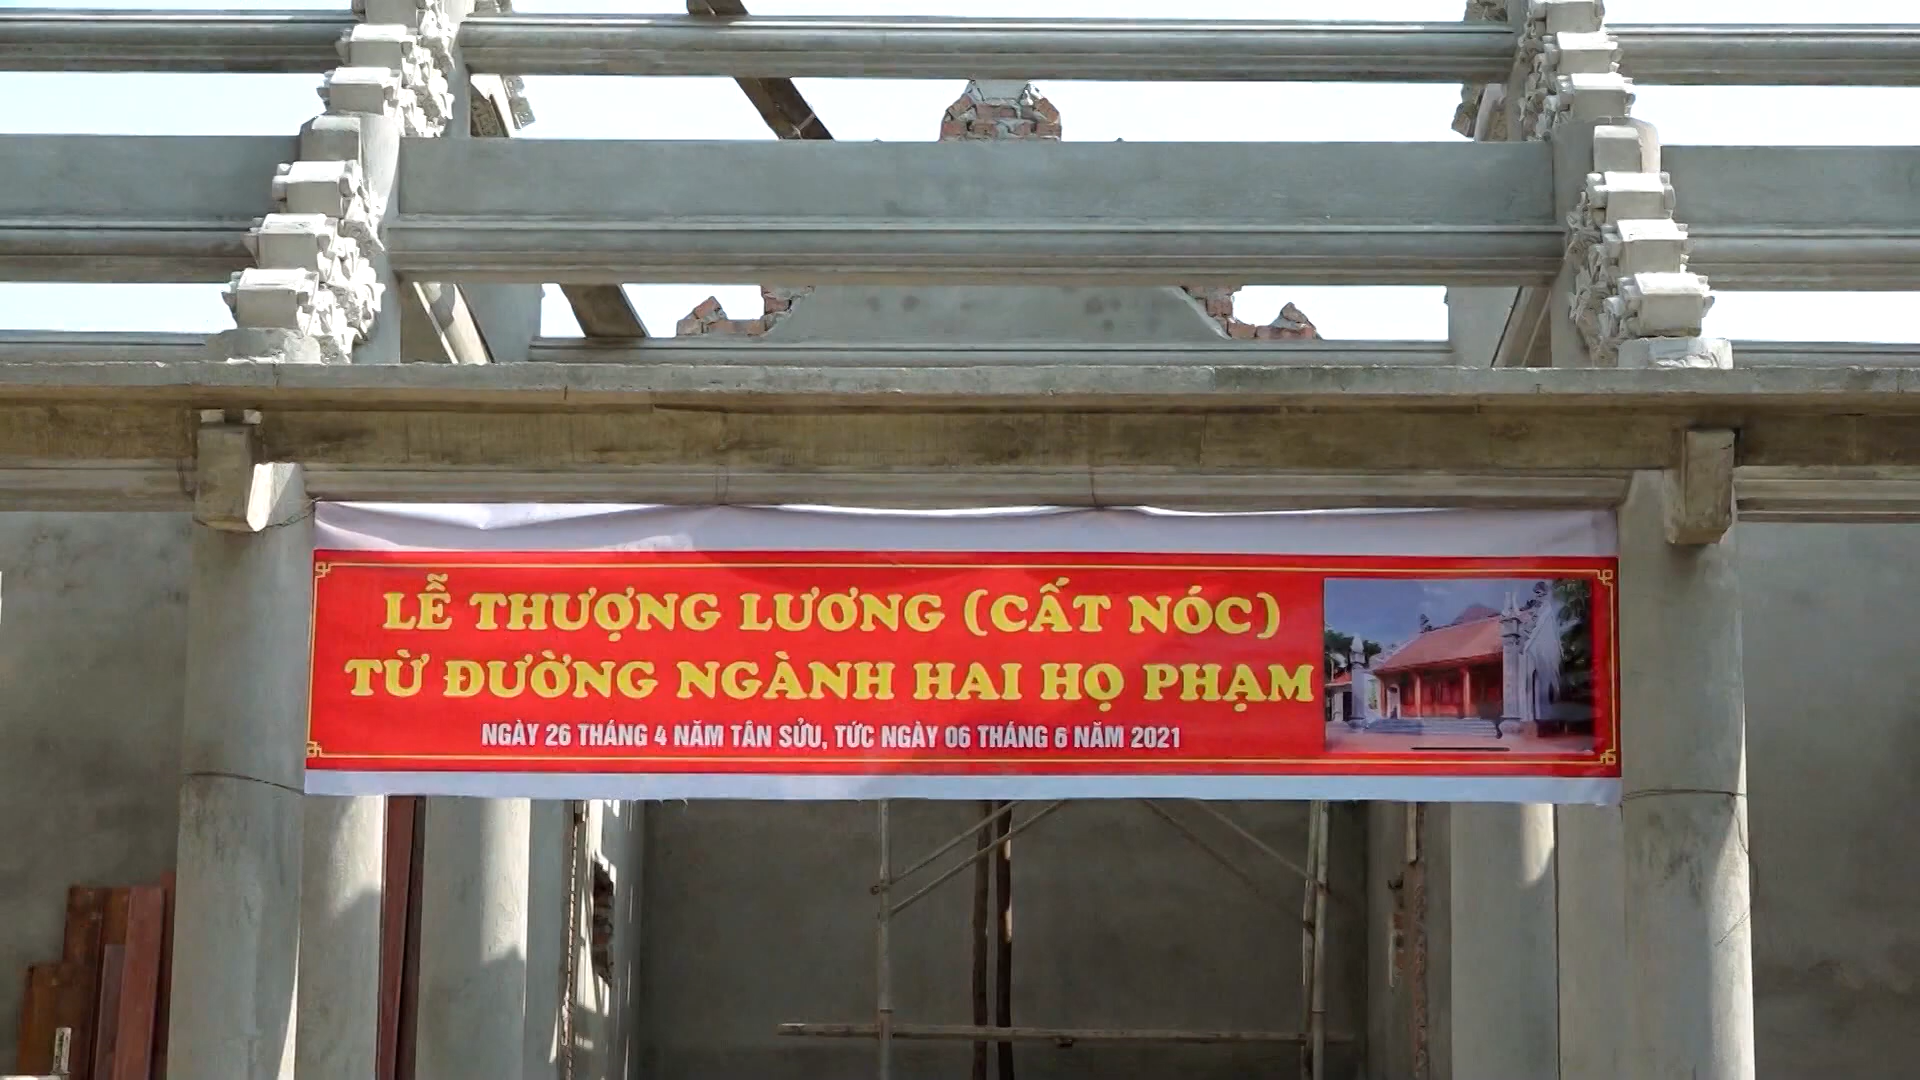 LỄ THƯỢNG LƯƠNG (CẤT NÓC)
TỪ ĐƯỜNG NGÀNH HAI HỌ PHẠM
NGÀY 26 THÁNG 4 NĂM TÂN SỬU, TỨC NGÀY 06 THÁNG 6 NĂM 2021